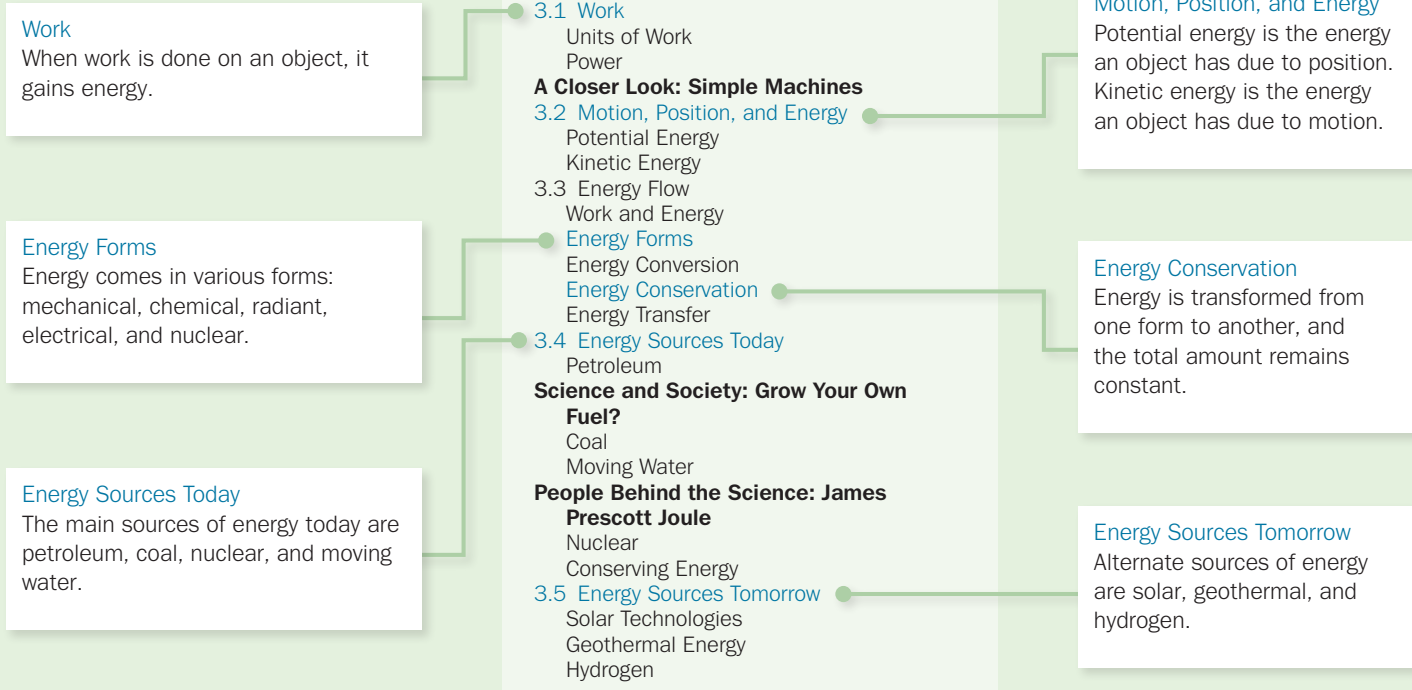 Work
When work is done on an object, it
gains energy.
Energy Forms
Energy comes in various forms:
mechanical, chemical, radiant,
electrical, and nuclear.
Energy Sources Today
The main sources of energy today are
petroleum, coal, nuclear, and moving
water.
3.1 Work
Units of Work
Power
A Closer Look: Simple Machines
3.2 Motion, Position, and Energy
Potential Energy
Kinetic Energy
3.3 Energy Flow
Work and Energy
Energy Forms
Energy Conversion
Energy Conservation
Energy Transfer
3.4 Energy Sources Today
Petroleum
Science and Society: Grow Your Own
Fuel?
Coal
Moving Water
People Behind the Science: James
Prescott Joule
Nuclear
Conserving Energy
3.5 Energy Sources Tomorrow
Solar Technologies
Geothermal Energy
Hydrogen
Motion, Position, and Energy
Potential energy is the energy
an object has due to position.
Kinetic energy is the energy
an object has due to motion.
Energy Conservation
Energy is transformed from
one form to another, and
the total amount remains
constant.
Energy Sources Tomorrow
Alternate sources of energy
are solar, geothermal, and
hydrogen.